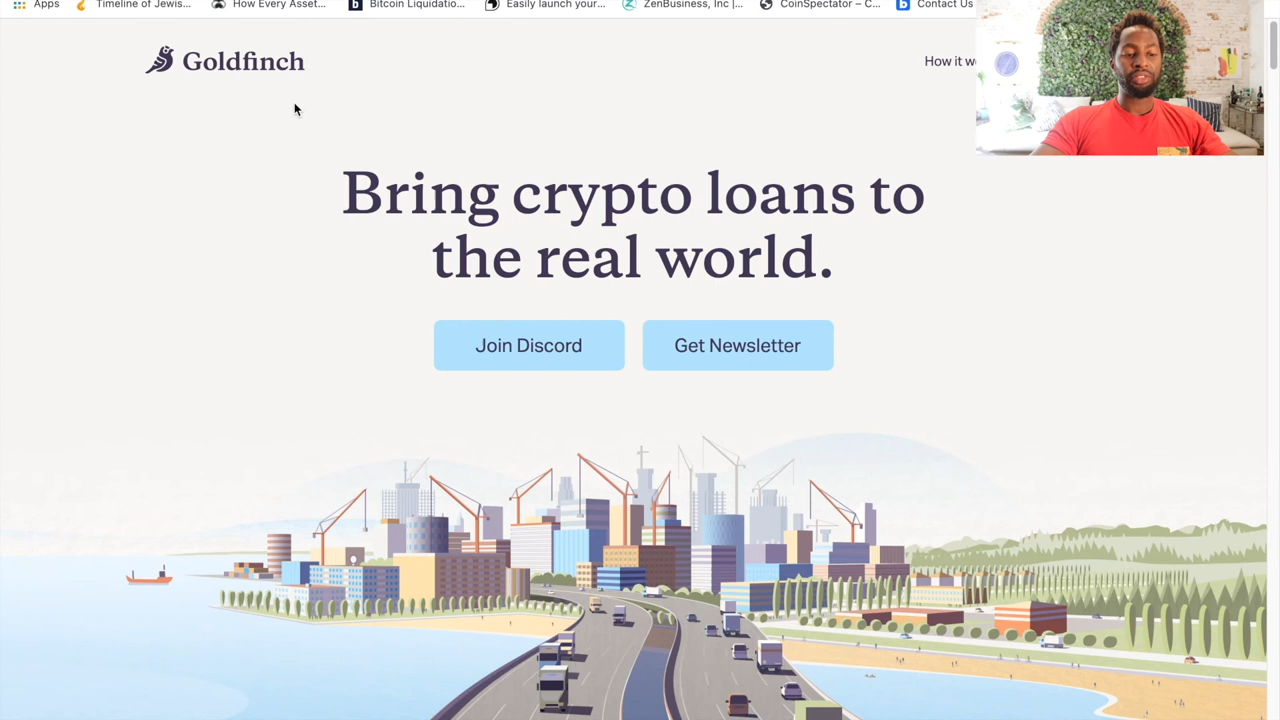 Apps Timeline of Jewis... How Every Asset... Bitcoin Liquidatio... Easily launch your... ZenBusiness, Inc |... CoinSpectator – C... Contact Us
Goldfinch
How it
Bring crypto loans to
the real world.
Join Discord Get Newsletter